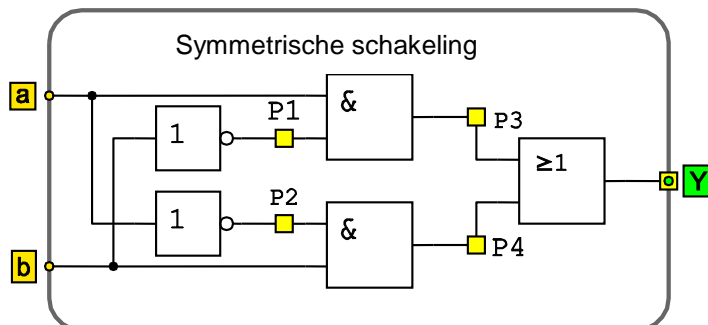 Symmetrische schakeling
a
&
P1
1
P3
≥1
Y
P2
1
&
P4
b